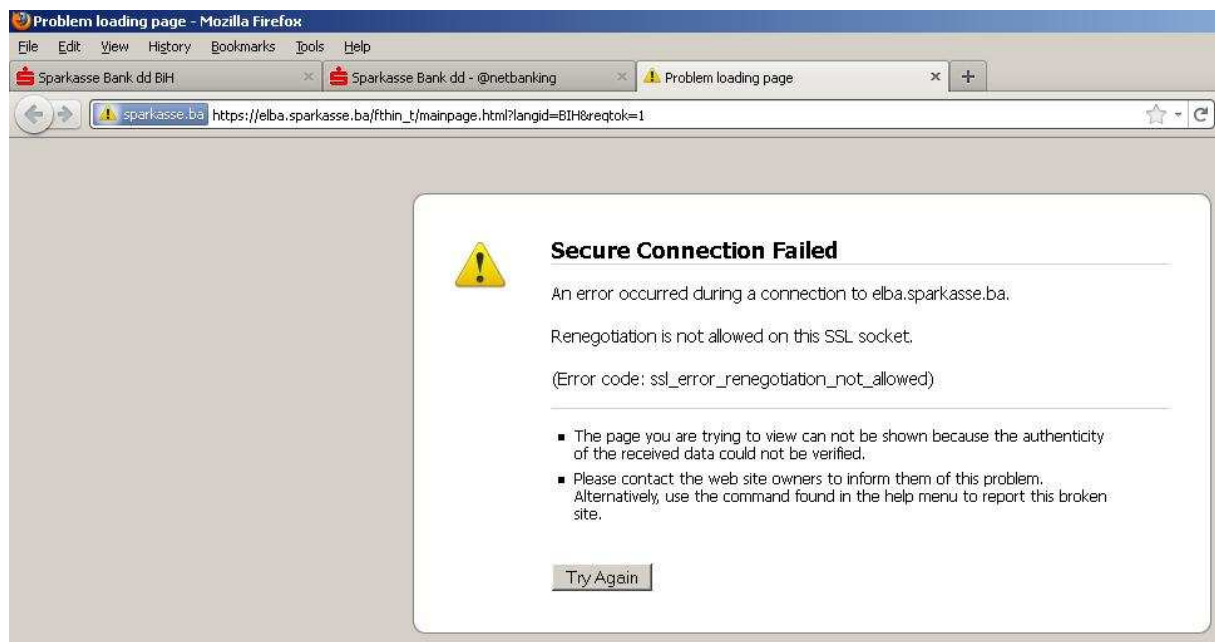 Problem loading page - Mozilla Firefox
File Edit View History Bookmarks Tools Help
Sparkasse Bank dd BiH
Sparkasse Bank dd - @netbanking
Problem loading page
sparkasse.ba https://elba.sparkasse.ba/fthin_t/mainpage.html?langid=BIH&reqtok=1
Secure Connection Failed
An error occurred during a connection to elba.sparkasse.ba.
Renegotiation is not allowed on this SSL socket.
(Error code: ssl_error_renegotiation_not_allowed)
The page you are trying to view can not be shown because the authenticity
of the received data could not be verified.
Please contact the web site owners to inform them of this problem.
Alternatively, use the command found in the help menu to report this broken
site.
Try Again